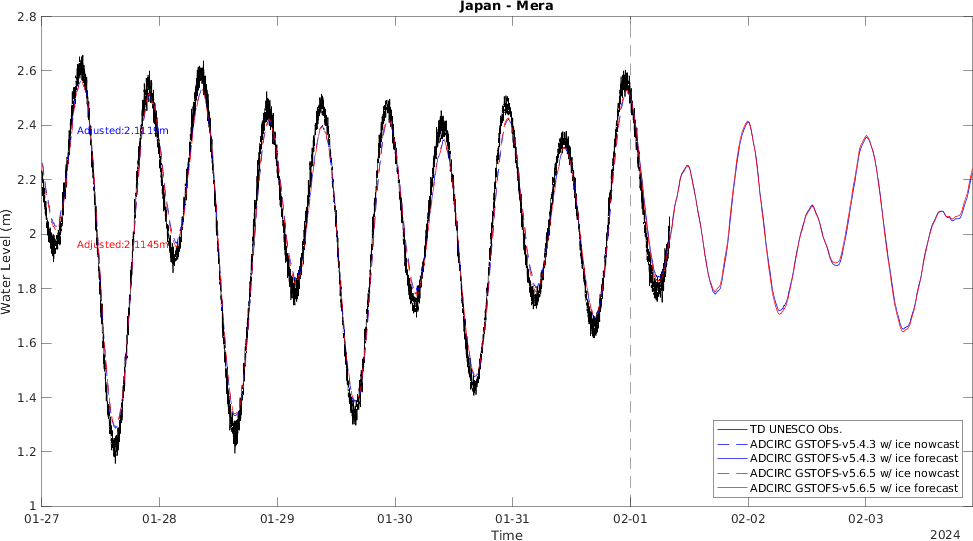 Japan - Mera
2.8
2.6
2.4
2.2
2
1.8
1.6
1.4
1.2
1
Water Level (m)
Adjusted:2.1119m
Adjusted:2.1145m
TD UNESCO Obs.
ADCIRC GSTOFS-v5.4.3 w/ ice nowcast
ADCIRC GSTOFS-v5.4.3 w/ ice forecast
ADCIRC GSTOFS-v5.6.5 w/ ice nowcast
ADCIRC GSTOFS-v5.6.5 w/ ice forecast
01-27 01-28 01-29 01-30 01-31 02-01 02-02 02-03
Time
2024